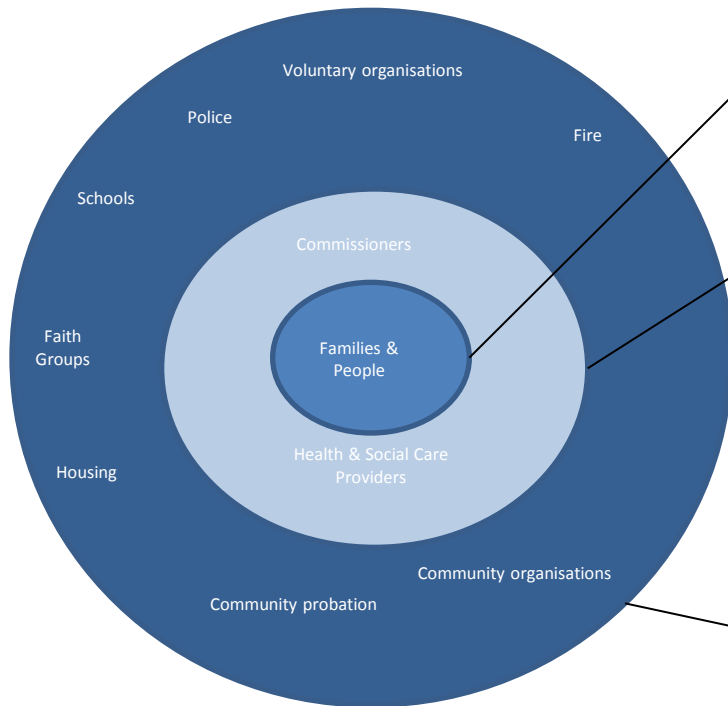 Voluntary organisations
Police
Fire
Schools
Commissioners
Faith
Groups
Families &
People
Health & Social Care
Providers
Housing
Community organisations
Community probation